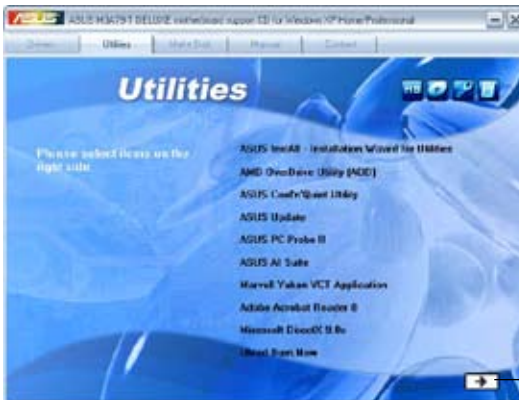 ASUS M3A79-T DELUXE motherboard support CD for Windows XP Home/Professional
Drivers
Utilities
Make Disk
Manual
Contact
Utilities
Please select items on the
right side
ASUS InstAll - Installation Wizard for Utilities
AMD OverDrive Utility (AOD)
ASUS Cool'n'Quiet Utility
ASUS Update
ASUS PC Probe II
ASUS AI Suite
Marvell Yukon VCT Application
Adobe Acrobat Reader 8
Microsoft DirectX 9.0c
Ulead Burn Now